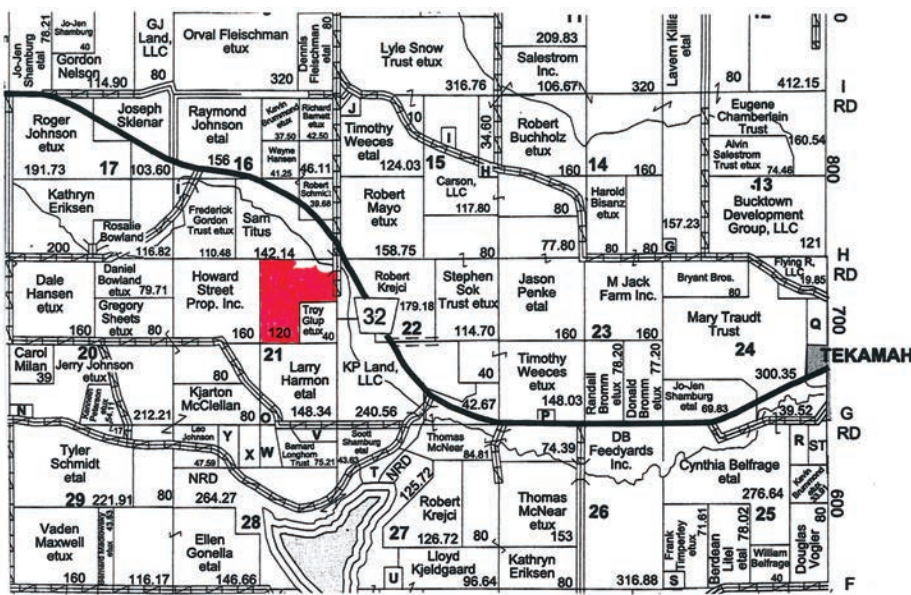 Jo-Jen
Shamburg
etal 78.21
Jo-Jen
Shamburg
40
Gordon
Nelson
114.90
GJ
Land,
LLC
80
Orval Fleischman
etux
320
Dennis
Fleischman
etux
80
Lyle Snow
Trust etux
316.76
209.83
Salestrom
Inc.
106.67
320
Lavern Killia
etal
80
412.15
I
RD
Roger
Johnson
etux
191.73
17
Joseph
Sklenar
103.60
Raymond
Johnson
etal
156
16
Kevin
Brummond
etux
37.50
Richard
Barnett
etux
42.50
Wayne
Hansen
41.25
46.11
Robert
Schmidt
39.66
J
Timothy
Weeces
etal
124.03
10
I
15
34.60
H
Carson,
LLC
117.80
Robert
Buchholz
etux
160
14
160
Eugene
Chamberlain
Trust
160.54
Alvin
Salestrom
Trust etux
74.46
13
Bucktown
Development
Group, LLC
121
800
Kathryn
Eriksen
200
Rosalie
Bowland
116.82
Frederick
Gordon
Trust etux
110.48
Sam
Titus
142.14
Robert
Mayo
etux
158.75
80
80
77.80
Harold
Bisanz
etux
80
80
157.23
G
H
RD
Dale
Hansen
etux
160
Daniel
Bowland
etux 79.71
Gregory
Sheets
etux
80
Howard
Street
Prop. Inc.
160
120
Troy
Glup
etux
40
21
Robert
Krejci
179.18
32
22
Stephen
Sok
Trust etux
114.70
Jason
Penke
etal
160
M Jack
Farm Inc.
160
23
Bryant Bros.
80
Flying R,
LLC
19.85
Mary Traudt
Trust
24
300.35
700
Q
TEKAMAH
Carol
Milan
39
20
Jerry Johnson
etux
212.21
80
Kjarton
McClellan
80
O
Larry
Harmon
etal
148.34
KP Land,
LLC
240.56
40
42.67
Timothy
Weeces
etux
148.03
P
Randall
Bromm
etux 78.20
Donald
Bromm
etux 77.20
Jo-Jen
Shamburg
etal 69.83
39.52
G
RD
N
17
Tyler
Schmidt
etal
29
221.91
80
Leo
Johnson
47.59
Y
X
W
V
Barnard
Longhorn
Trust 75.21
Scott
Shamburg
etal
43.63
NRD
264.27
T
NRD
125.72
Thomas
McNear
84.81
74.39
DB
Feedyards
Inc.
Cynthia Belfrage
etal
276.64
R
ST
Kevin
Brummond
etux
600
Vaden
Maxwell
etux
160
116.17
28
Ellen
Gonella
etal
146.66
27
Robert
Krejci
126.72
80
U
Lloyd
Kjeldgaard
96.64
Thomas
McNear
etux
153
Kathryn
Eriksen
80
26
316.88
Frank
Timperley
etux 71.61
S
Berdean
Litel
etal 78.02
25
William
Belfrage
40
Douglas
Vogler 80
F